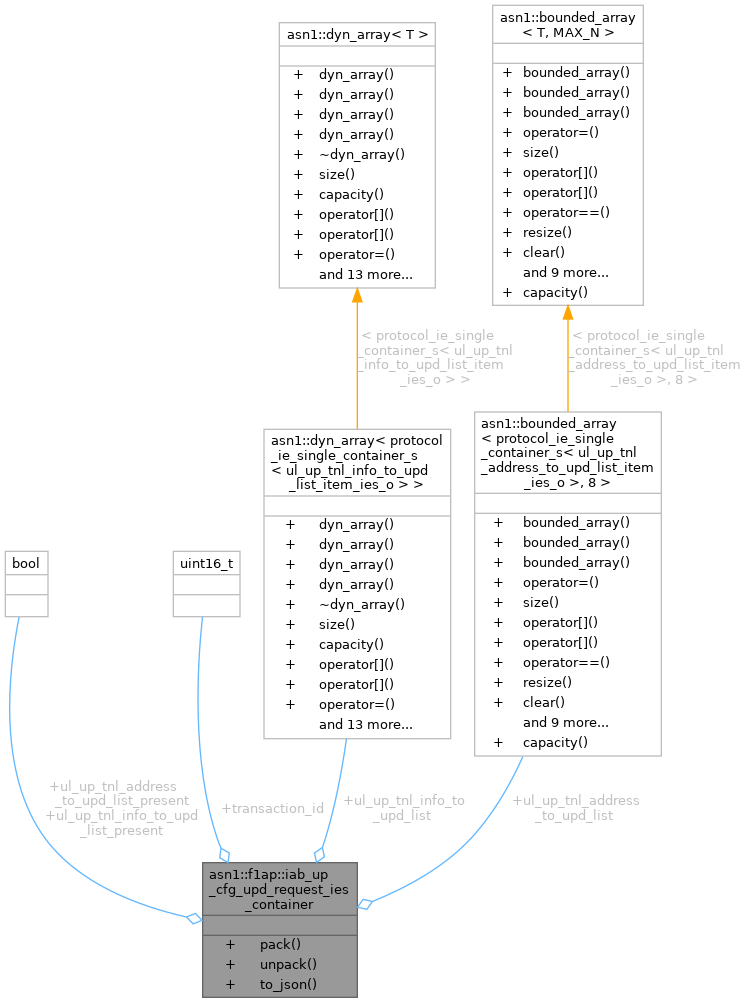 asn1::dyn_array< T >
+ dyn_array()
+ dyn_array()
+ dyn_array()
+ dyn_array()
+ ~dyn_array()
+ size()
+ capacity()
+ operator[]()
+ operator[]()
+ operator=()
and 13 more...
asn1::bounded_array
< T, MAX_N >
+ bounded_array()
+ bounded_array()
+ bounded_array()
+ operator=()
+ size()
+ operator[]()
+ operator[]()
+ operator==()
+ resize()
+ clear()
and 9 more...
+ capacity()
< protocol_ie_single
_container_s< ul_up_tnl
_info_to_upd_list_item
_ies_o > >
< protocol_ie_single
_container_s< ul_up_tnl
_address_to_upd_list_item
_ies_o >, 8 >
asn1::dyn_array< protocol
_ie_single_container_s
< ul_up_tnl_info_to_upd
_list_item_ies_o > >
+ dyn_array()
+ dyn_array()
+ dyn_array()
+ dyn_array()
+ ~dyn_array()
+ size()
+ capacity()
+ operator[]()
+ operator[]()
+ operator=()
and 13 more...
asn1::bounded_array
< protocol_ie_single
_container_s< ul_up_tnl
_address_to_upd_list_item
_ies_o >, 8 >
+ bounded_array()
+ bounded_array()
+ bounded_array()
+ operator=()
+ size()
+ operator[]()
+ operator[]()
+ operator==()
+ resize()
+ clear()
and 9 more...
+ capacity()
bool
uint16_t
+ul_up_tnl_address
_to_upd_list_present
+ul_up_tnl_info_to_upd
_list_present
+transaction_id
+ul_up_tnl_info_to
_upd_list
+ul_up_tnl_address
_to_upd_list
asn1::f1ap::iab_up
_cfg_upd_request_ies
_container
+ pack()
+ unpack()
+ to_json()